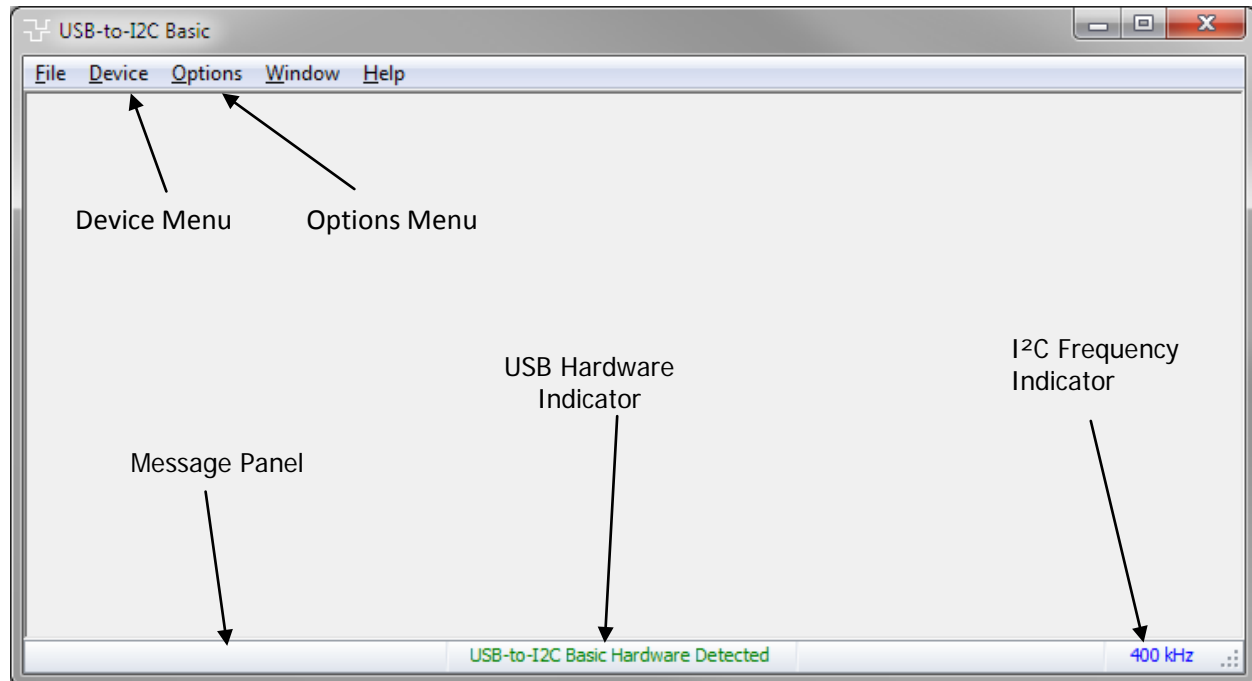 USB-to-I2C Basic
File Device Options Window Help
Device Menu Options Menu
I²C Frequency
Indicator
USB Hardware
Indicator
Message Panel
USB-to-I2C Basic Hardware Detected 400 kHz